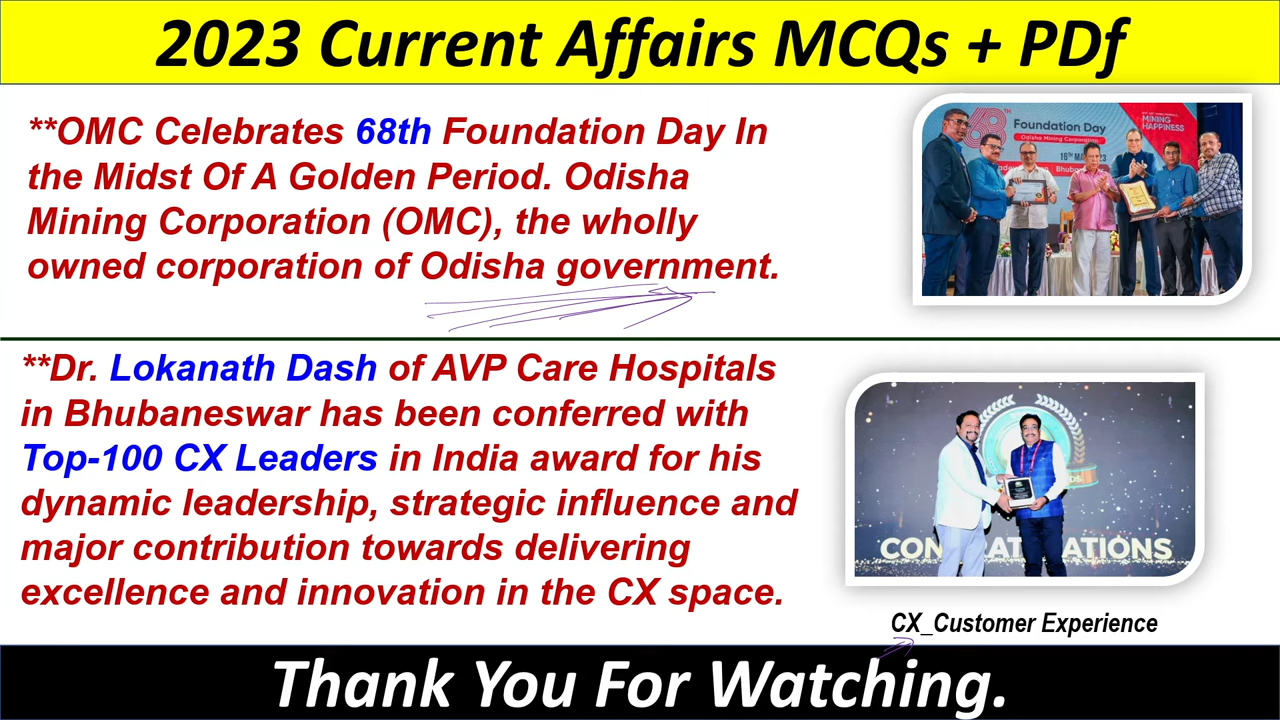 2023 Current Affairs MCQs + PDf
**OMC Celebrates 68th Foundation Day In
the Midst Of A Golden Period. Odisha
Mining Corporation (OMC), the wholly
owned corporation of Odisha government.
68TH
Foundation Day
Odisha Mining Corporation
MINING
HAPPINESS
**Dr. Lokanath Dash of AVP Care Hospitals
in Bhubaneswar has been conferred with
Top-100 CX Leaders in India award for his
dynamic leadership, strategic influence and
major contribution towards delivering
excellence and innovation in the CX space.
CX_Customer Experience
Thank You For Watching.